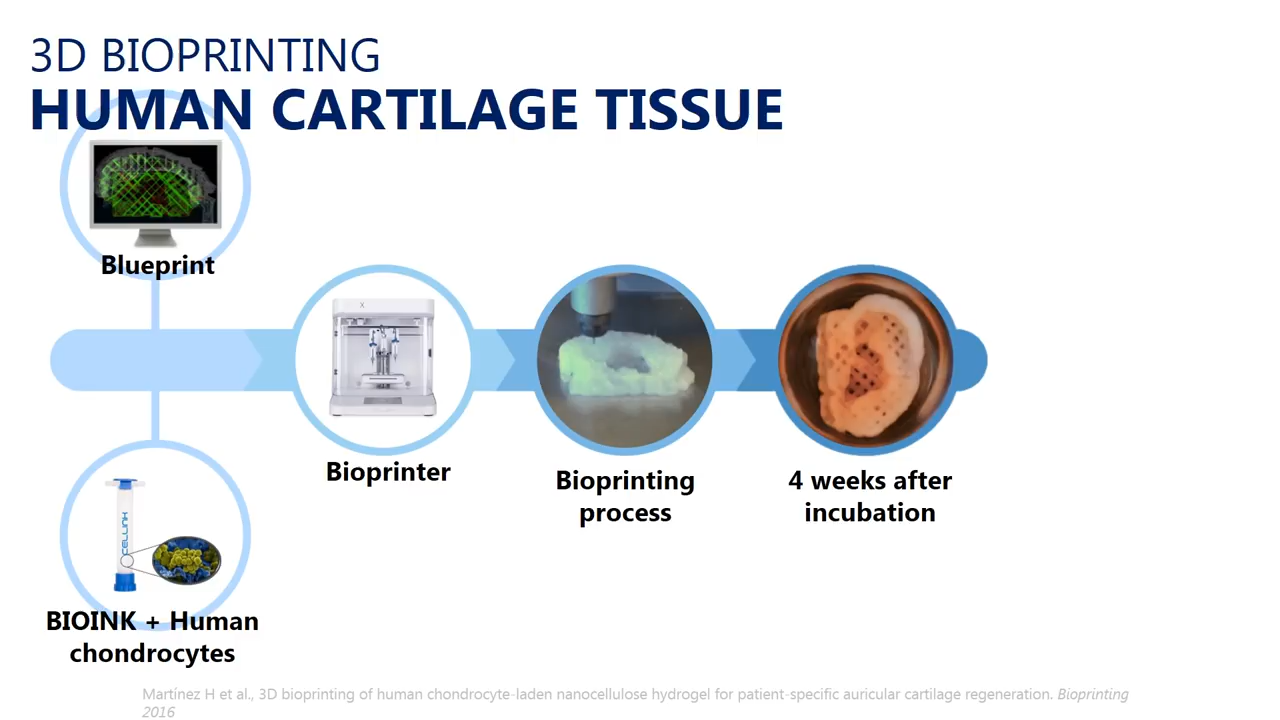 3D BIOPRINTING
HUMAN CARTILAGE TISSUE
Blueprint
X
Bioprinter
Bioprinting
process
4 weeks after
incubation
CELLINK
BIOINK + Human
chondrocytes
Martínez H et al., 3D bioprinting of human chondrocyte-laden nanocellulose hydrogel for patient-specific auricular cartilage regeneration. Bioprinting
2016